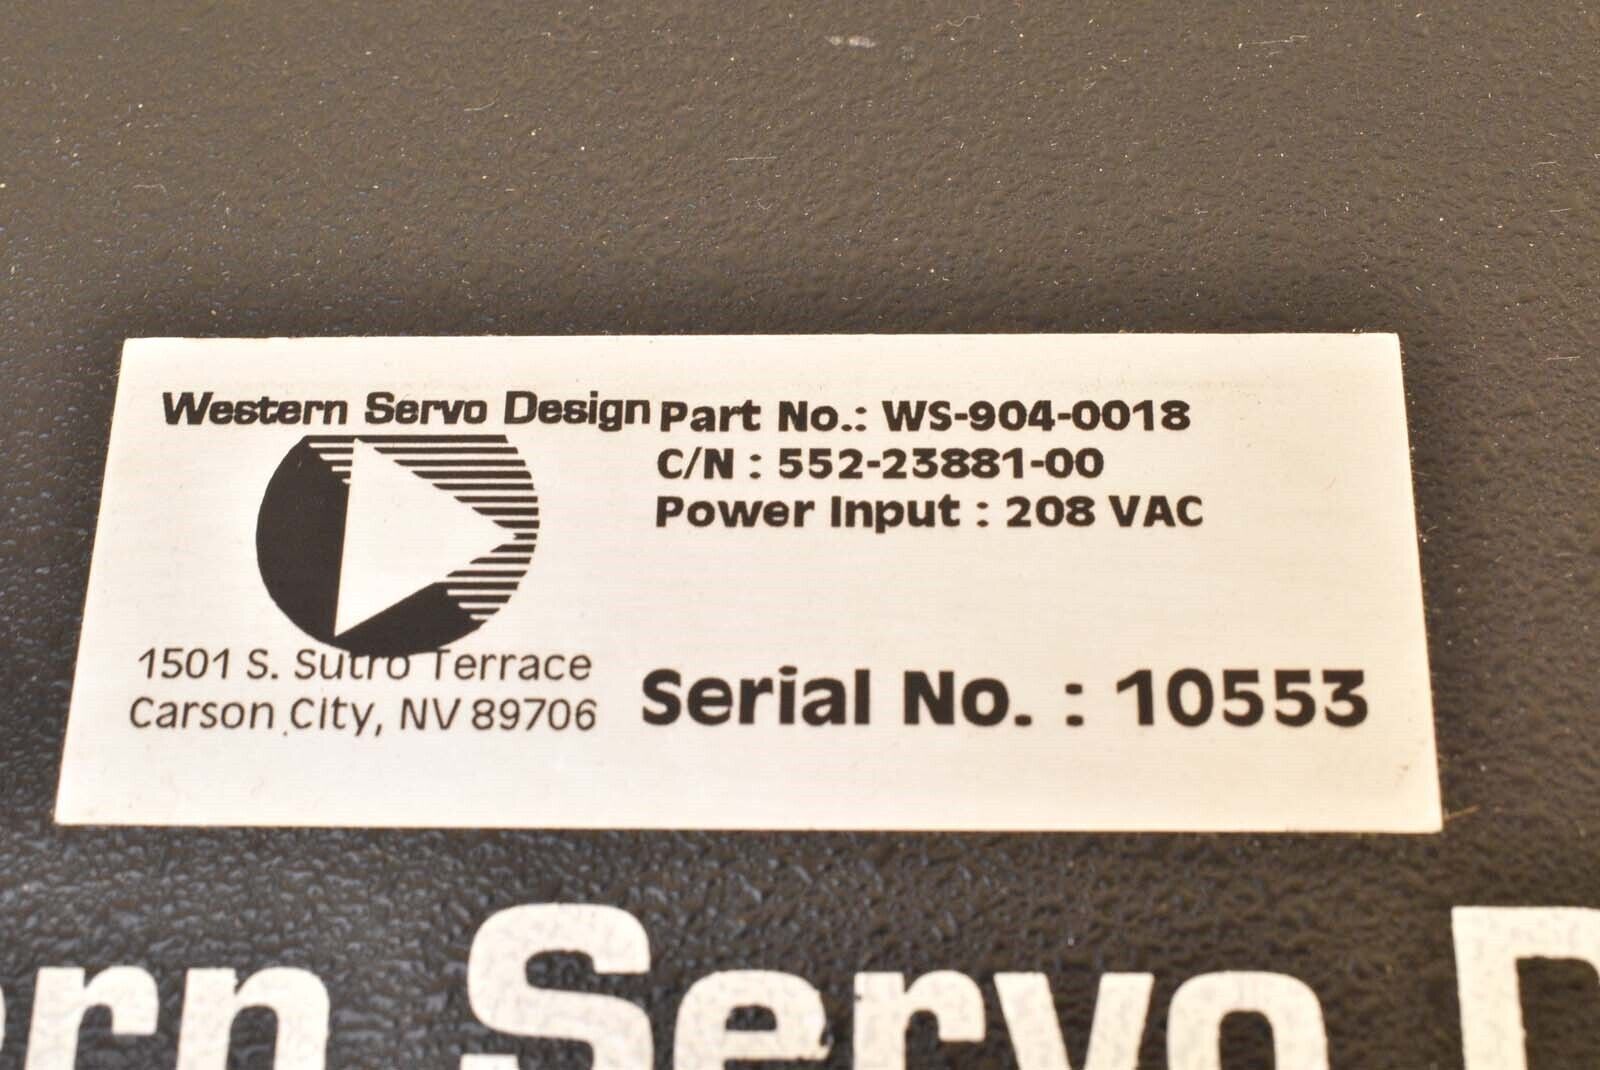 Western Servo Design
Part No.: WS-904-0018
C/N : 552-23881-00
Power Input : 208 VAC
1501 S. Sutro Terrace
Carson City, NV 89706
Serial No. : 10553
ern Servo D